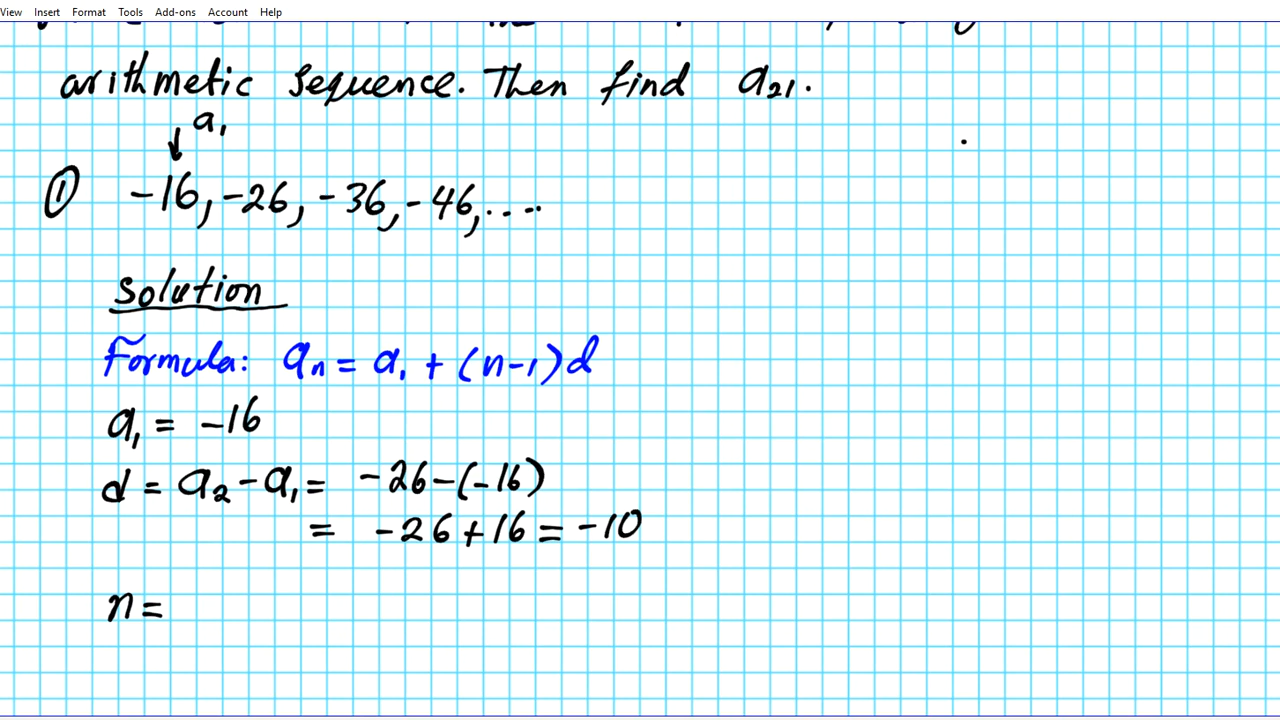 View Insert Format Tools Add-ons Account Help
arithmetic sequence. Then find a₂₁.
a₁
① -16, -26, -36, -46, ....
Solution
Formula: aₙ = a₁ + (n-1)d
a₁ = -16
d = a₂ - a₁ = -26-(-16)
= -26+16 = -10
n =